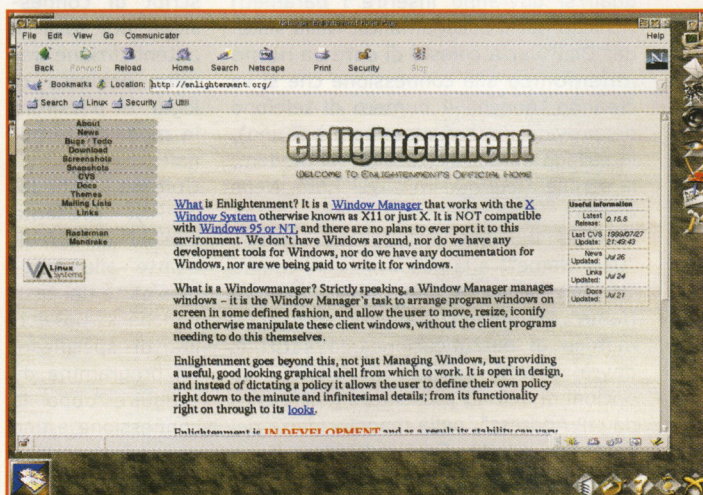 File Edit View Go Communicator Help
Back Forward Reload Home Search Netscape Print Security Stop
N
Bookmarks Location: http://enlightenment.org/
Search Linux Security Util
About
News
Bugs / Todo
Download
Screenshots
Snapshots
CVS
Docs
Themes
Mailing Lists
Links
Rasterman
Mandrake
VA Linux
Systems
enlightenment
WELCOME TO ENLIGHTENMENT'S OFFICIAL HOME
What is Enlightenment? It is a Window Manager that works with the X
Window System otherwise known as X11 or just X. It is NOT compatible
with Windows 95 or NT, and there are no plans to ever port it to this
environment. We don't have Windows around, nor do we have any
development tools for Windows, nor do we have any documentation for
Windows, nor are we being paid to write it for windows.
What is a Windowmanager? Strictly speaking, a Window Manager manages
windows – it is the Window Manager's task to arrange program windows on
screen in some defined fashion, and allow the user to move, resize, iconify
and otherwise manipulate these client windows, without the client programs
needing to do this themselves.
Enlightenment goes beyond this, not just Managing Windows, but providing
a useful, good looking graphical shell from which to work. It is open in design,
and instead of dictating a policy it allows the user to define their own policy
right down to the minute and infinitesimal details; from its functionality
right on through to its looks.
Enlightenment is IN DEVELOPMENT and as a result its stability can vary
Useful Information
Latest Release: 0.15.5
Last CVS Update: 1999/07/27 21:49:43
News Updated: Jul 26
Links Updated: Jul 24
Docs Updated: Jul 21